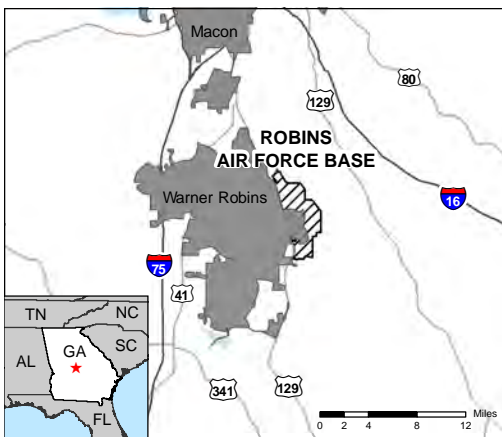 Macon
80
129
ROBINS
AIR FORCE BASE
Warner Robins
16
75
41
TN
NC
SC
AL
GA
FL
341
129
Miles
0 2 4 8 12